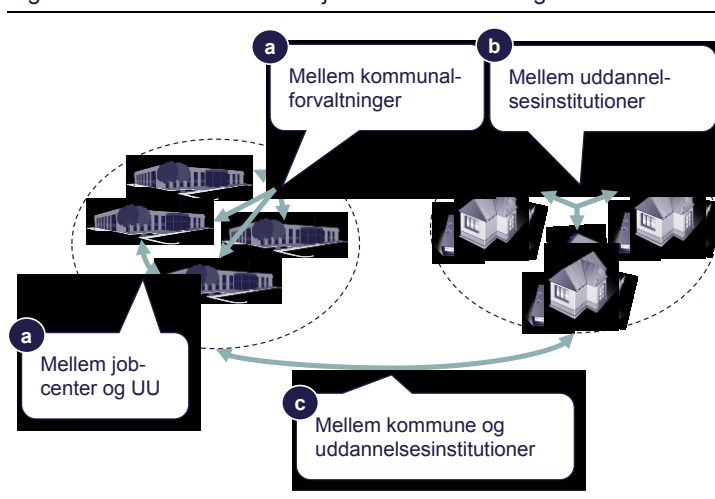 a
Mellem kommunal-
forvaltninger
b
Mellem uddannel-
sesinstitutioner
a
Mellem job-
center og UU
c
Mellem kommune og
uddannelsesinstitutioner